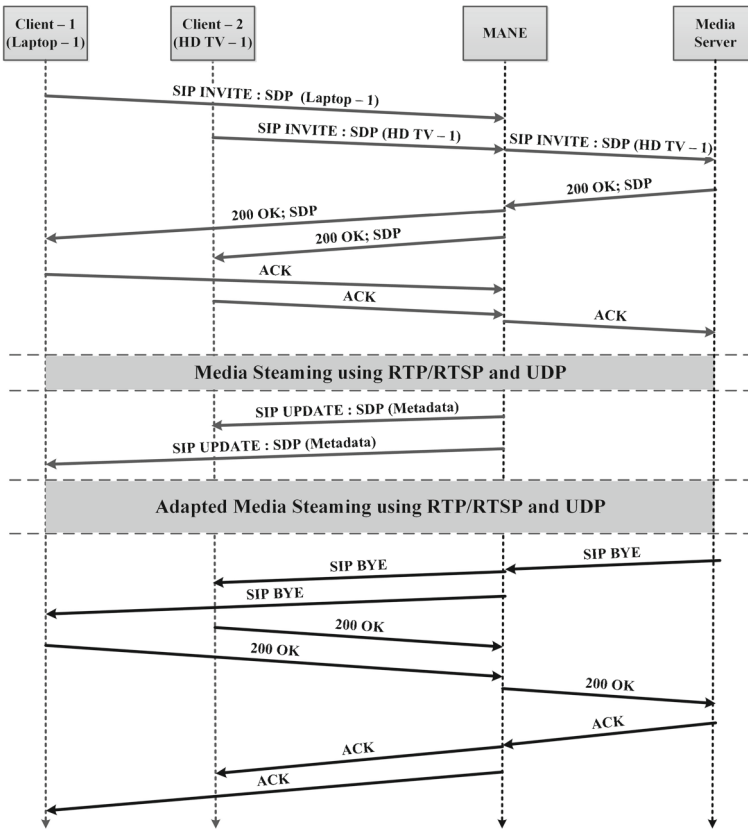 Client – 1
(Laptop – 1)
Client – 2
(HD TV – 1)
MANE
Media
Server
SIP INVITE : SDP (Laptop – 1)
SIP INVITE : SDP (HD TV – 1)
SIP INVITE : SDP (HD TV – 1)
200 OK; SDP
200 OK; SDP
200 OK; SDP
ACK
ACK
ACK
Media Steaming using RTP/RTSP and UDP
SIP UPDATE : SDP (Metadata)
SIP UPDATE : SDP (Metadata)
Adapted Media Steaming using RTP/RTSP and UDP
SIP BYE
SIP BYE
SIP BYE
200 OK
200 OK
200 OK
ACK
ACK
ACK